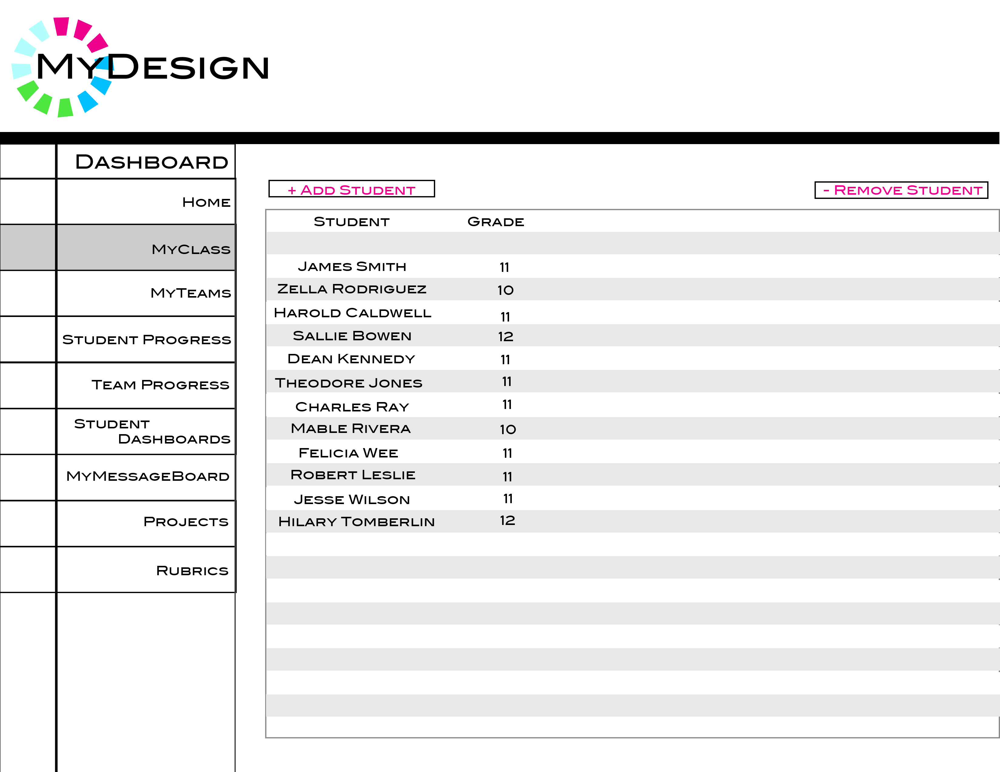 MyDesign
Dashboard
Home
MyClass
MyTeams
Student Progress
Team Progress
Student
Dashboards
MyMessageBoard
Projects
Rubrics
+ Add Student
- Remove Student
Student Grade
James Smith 11
Zella Rodriguez 10
Harold Caldwell 11
Sallie Bowen 12
Dean Kennedy 11
Theodore Jones 11
Charles Ray 11
Mable Rivera 10
Felicia Wee 11
Robert Leslie 11
Jesse Wilson 11
Hilary Tomberlin 12